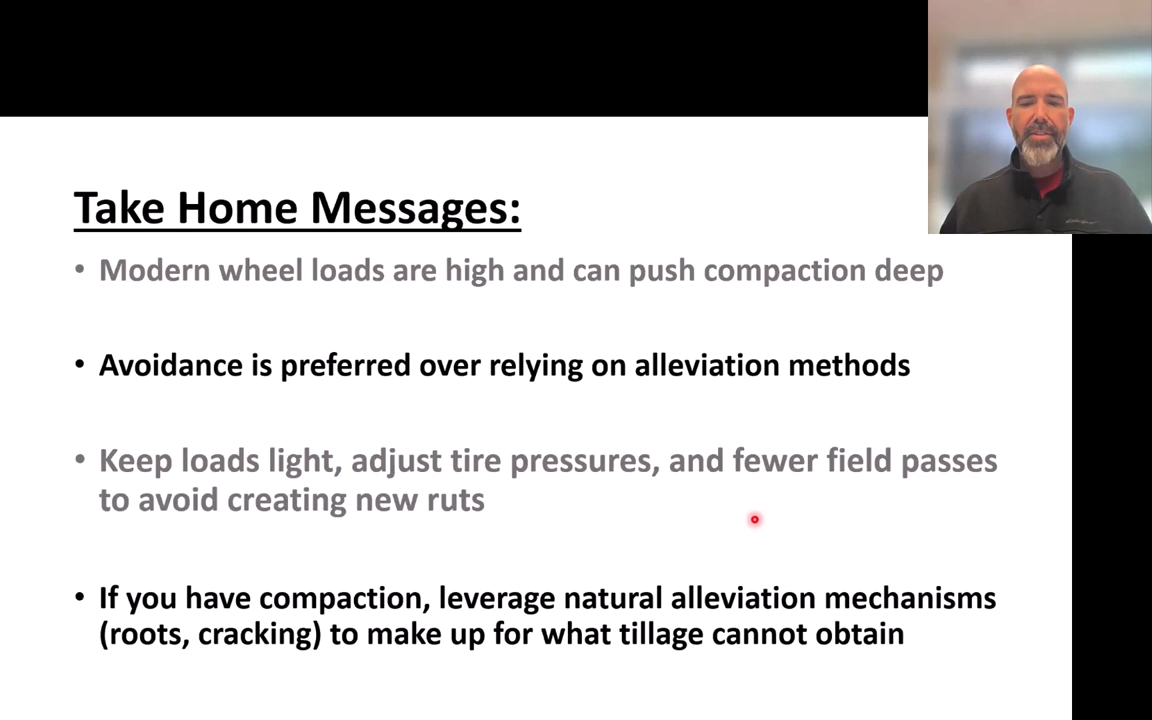 Take Home Messages:
• Modern wheel loads are high and can push compaction deep
• Avoidance is preferred over relying on alleviation methods
• Keep loads light, adjust tire pressures, and fewer field passes
to avoid creating new ruts
• If you have compaction, leverage natural alleviation mechanisms
(roots, cracking) to make up for what tillage cannot obtain